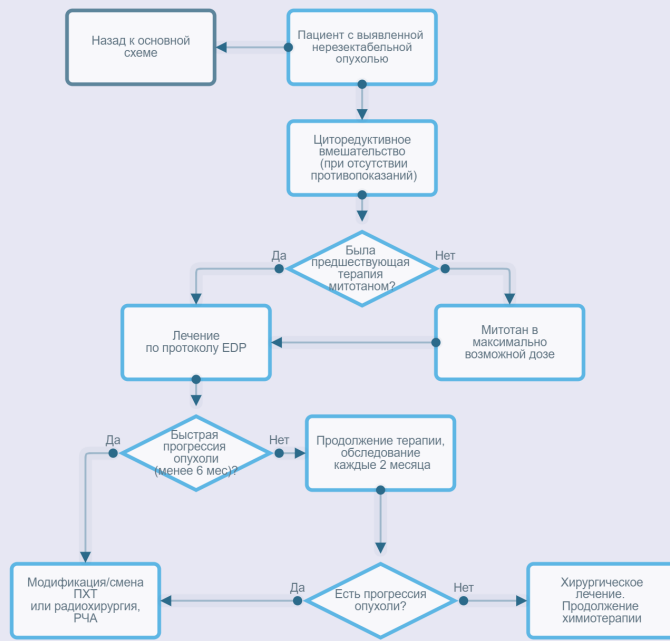 Назад к основной
схеме
Пациент с выявленной
нерезектабельной
опухолью
Циторедуктивное
вмешательство
(при отсутствии
противопоказаний)
Да
Была
предшествующая
терапия
митотаном?
Нет
Лечение
по протоколу EDP
Митотан в
максимально
возможной дозе
Да
Быстрая
прогрессия
опухоли
(менее 6 мес)?
Нет
Продолжение терапии,
обследование
каждые 2 месяца
Модификация/смена
ПХТ
или радиохирургия,
РЧА
Да
Есть прогрессия
опухоли?
Нет
Хирургическое
лечение.
Продолжение
химиотерапии